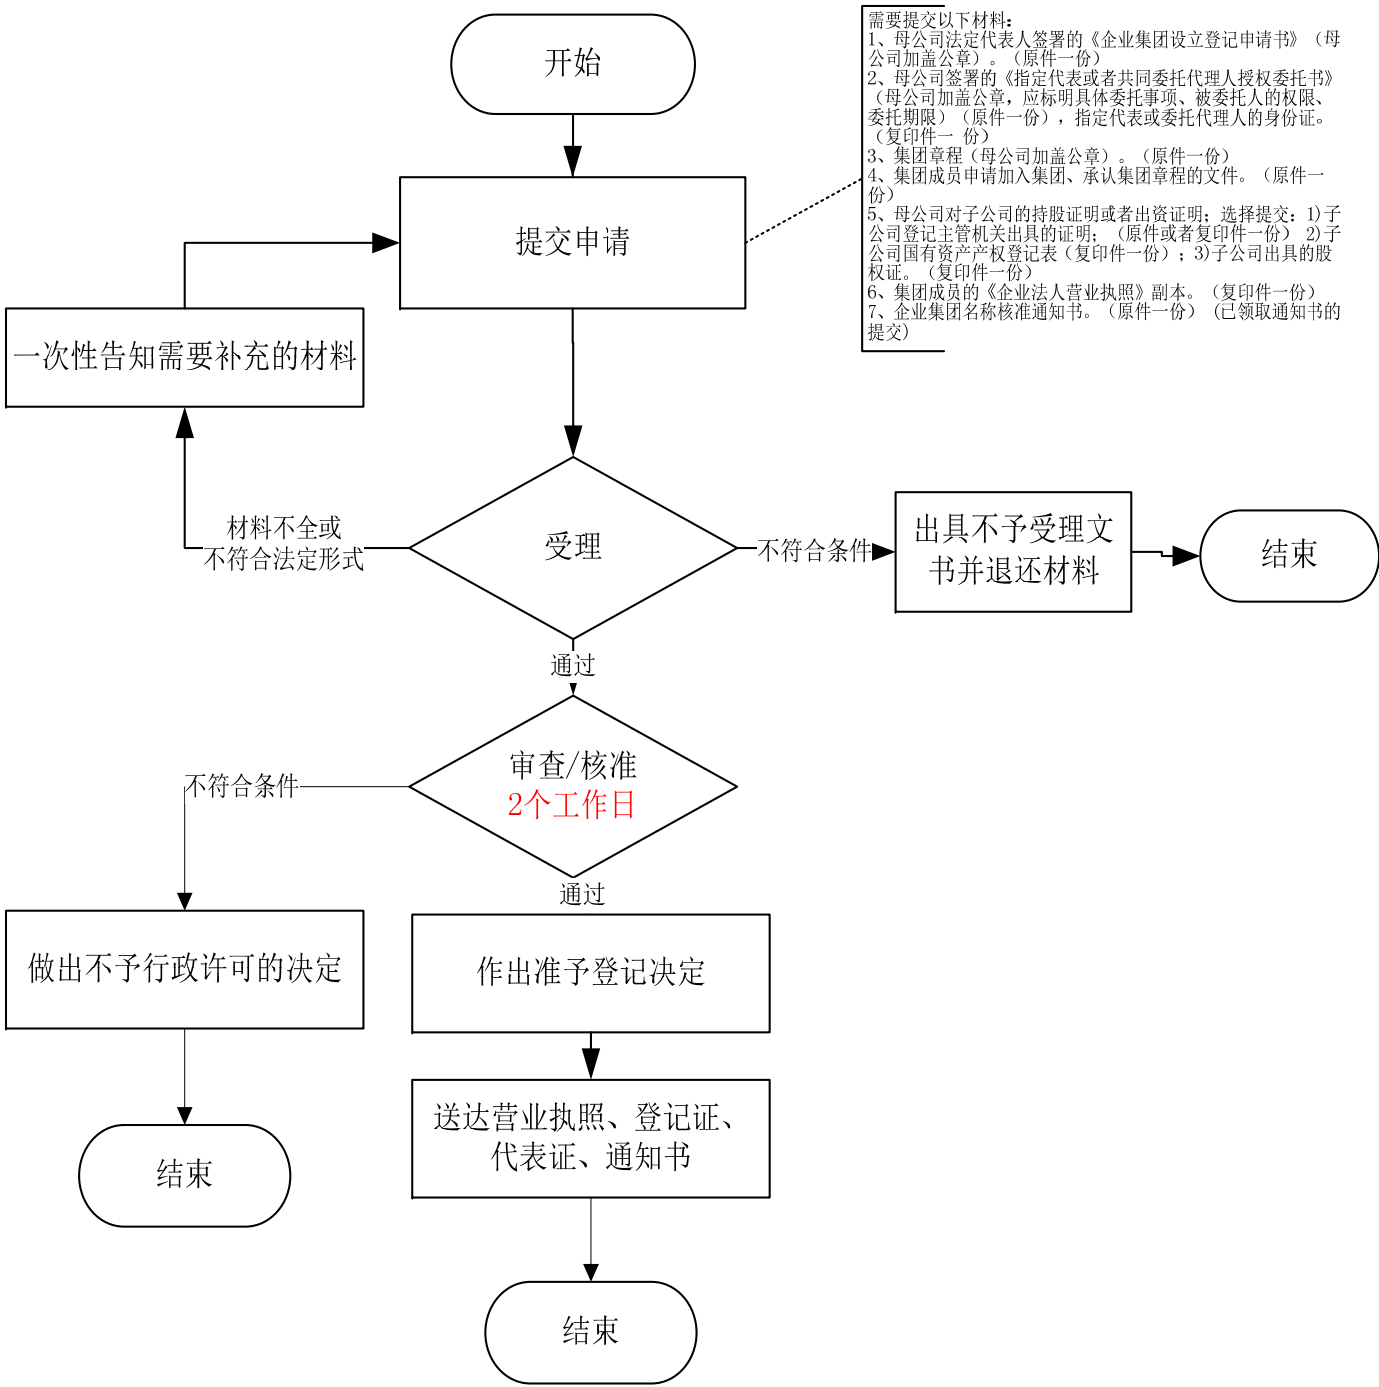 开始
需要提交以下材料：
1、母公司法定代表人签署的《企业集团设立登记申请书》（母
公司加盖公章）。（原件一份）
2、母公司签署的《指定代表或者共同委托代理人授权委托书》
（母公司加盖公章，应标明具体委托事项、被委托人的权限、
委托期限）（原件一份），指定代表或委托代理人的身份证。
（复印件一 份）
3、集团章程（母公司加盖公章）。（原件一份）
4、集团成员申请加入集团、承认集团章程的文件。（原件一
份）
5、母公司对子公司的持股证明或者出资证明；选择提交：1)子
公司登记主管机关出具的证明；（原件或者复印件一份） 2)子
公司国有资产产权登记表（复印件一份）；3)子公司出具的股
权证。（复印件一份）
6、集团成员的《企业法人营业执照》副本。（复印件一份）
7、企业集团名称核准通知书。（原件一份） (已领取通知书的
提交)
提交申请
一次性告知需要补充的材料
材料不全或
不符合法定形式
受理
不符合条件
出具不予受理文
书并退还材料
结束
通过
审查/核准
2个工作日
不符合条件
通过
做出不予行政许可的决定
作出准予登记决定
送达营业执照、登记证、
代表证、通知书
结束
结束